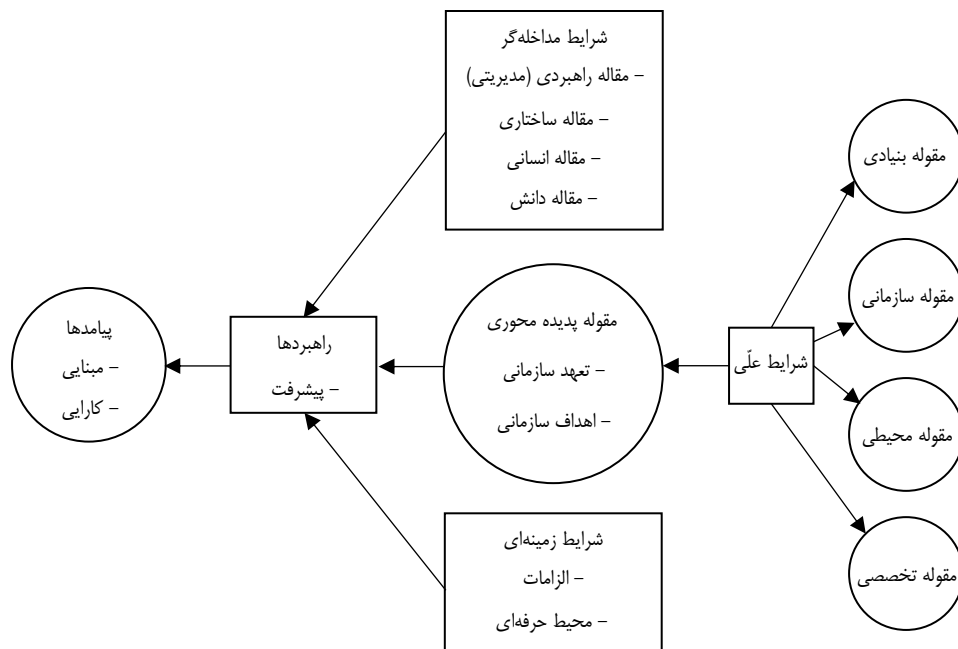 شرایط مداخله‌گر
– مقاله راهبردی (مدیریتی)
– مقاله ساختاری
– مقاله انسانی
– مقاله دانش
مقوله بنیادی
مقوله سازمانی
مقوله محیطی
مقوله تخصصی
شرایط علّی
مقوله پدیده محوری
– تعهد سازمانی
– اهداف سازمانی
راهبردها
– پیشرفت
پیامدها
– مبنایی
– کارایی
شرایط زمینه‌ای
– الزامات
– محیط حرفه‌ای